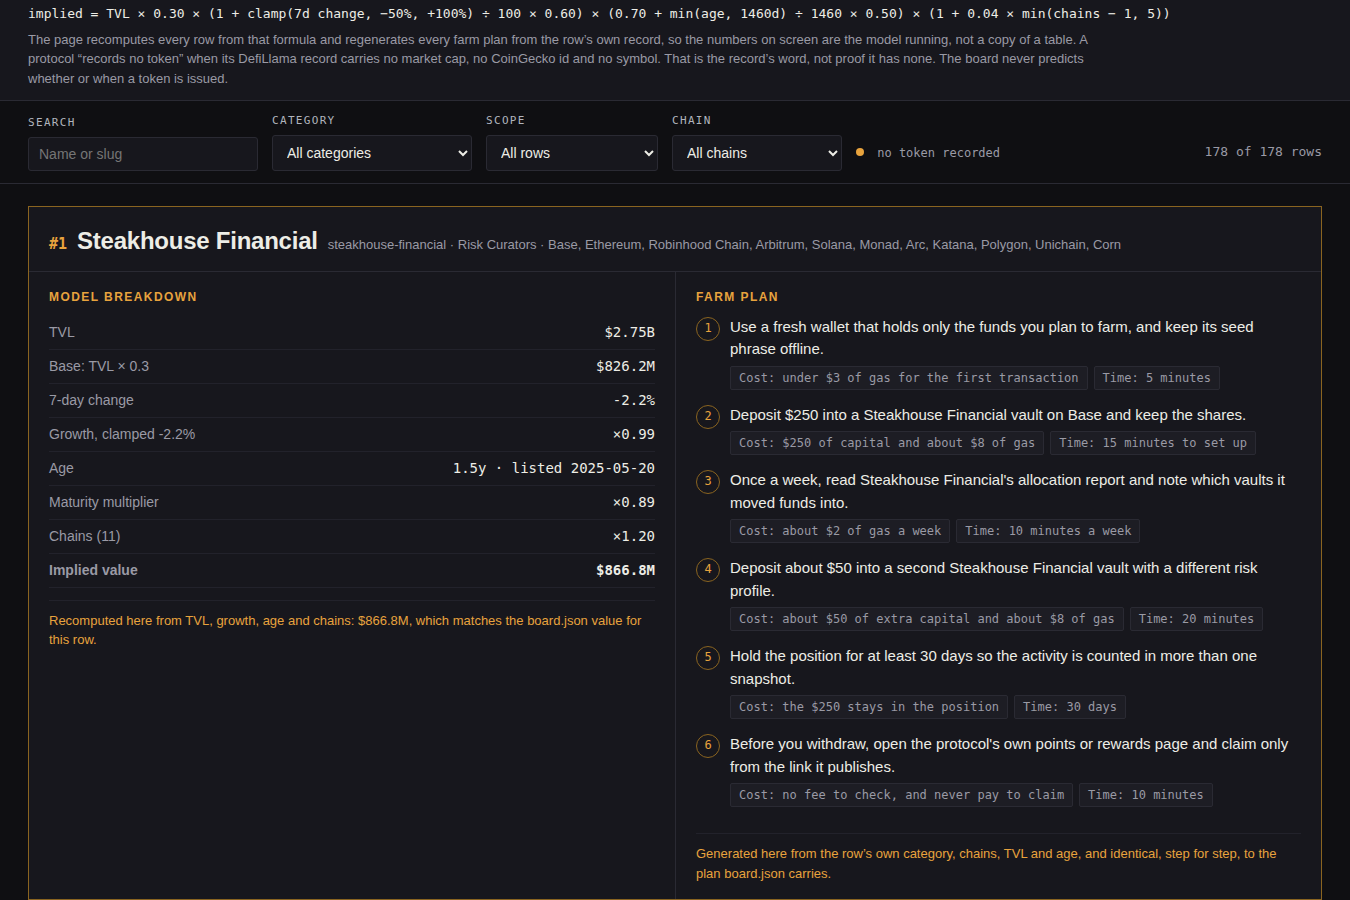 implied = TVL × 0.30 × (1 + clamp(7d change, −50%, +100%) ÷ 100 × 0.60) × (0.70 + min(age, 1460d) ÷ 1460 × 0.50) × (1 + 0.04 × min(chains − 1, 5))
The page recomputes every row from that formula and regenerates every farm plan from the row's own record, so the numbers on screen are the model running, not a copy of a table. A
protocol “records no token” when its DefiLlama record carries no market cap, no CoinGecko id and no symbol. That is the record's word, not proof it has none. The board never predicts
whether or when a token is issued.
SEARCH
CATEGORY
SCOPE
CHAIN
Name or slug
All categories
All rows
All chains
no token recorded
178 of 178 rows
#1 Steakhouse Financial steakhouse-financial · Risk Curators · Base, Ethereum, Robinhood Chain, Arbitrum, Solana, Monad, Arc, Katana, Polygon, Unichain, Corn
MODEL BREAKDOWN
TVL $2.75B
Base: TVL × 0.3 $826.2M
7-day change -2.2%
Growth, clamped -2.2% ×0.99
Age 1.5y · listed 2025-05-20
Maturity multiplier ×0.89
Chains (11) ×1.20
Implied value $866.8M
Recomputed here from TVL, growth, age and chains: $866.8M, which matches the board.json value for
this row.
FARM PLAN
1 Use a fresh wallet that holds only the funds you plan to farm, and keep its seed
phrase offline.
Cost: under $3 of gas for the first transaction Time: 5 minutes
2 Deposit $250 into a Steakhouse Financial vault on Base and keep the shares.
Cost: $250 of capital and about $8 of gas Time: 15 minutes to set up
3 Once a week, read Steakhouse Financial's allocation report and note which vaults it
moved funds into.
Cost: about $2 of gas a week Time: 10 minutes a week
4 Deposit about $50 into a second Steakhouse Financial vault with a different risk
profile.
Cost: about $50 of extra capital and about $8 of gas Time: 20 minutes
5 Hold the position for at least 30 days so the activity is counted in more than one
snapshot.
Cost: the $250 stays in the position Time: 30 days
6 Before you withdraw, open the protocol's own points or rewards page and claim only
from the link it publishes.
Cost: no fee to check, and never pay to claim Time: 10 minutes
Generated here from the row's own category, chains, TVL and age, and identical, step for step, to the
plan board.json carries.